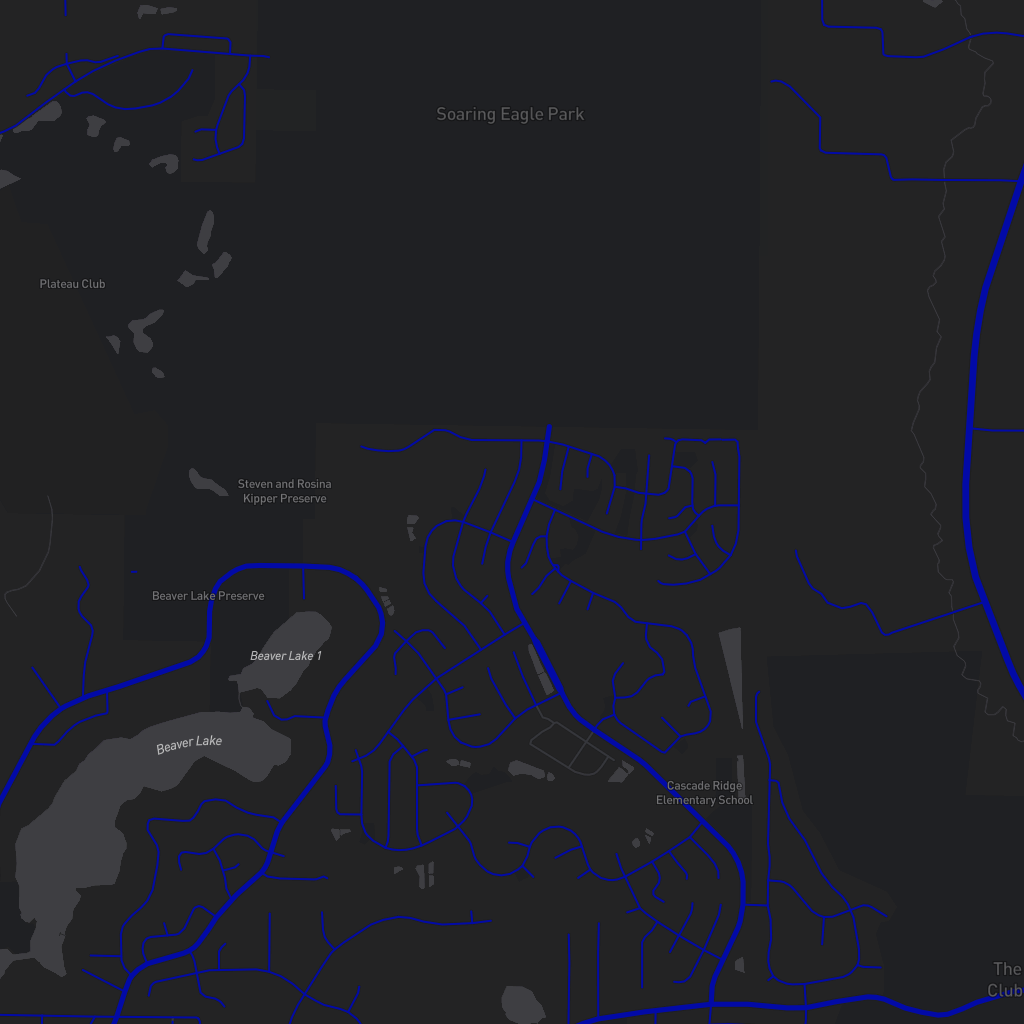 Soaring Eagle Park
Plateau Club
Steven and Rosina
Kipper Preserve
Beaver Lake Preserve
Beaver Lake 1
Beaver Lake
Cascade Ridge
Elementary School
The
Club